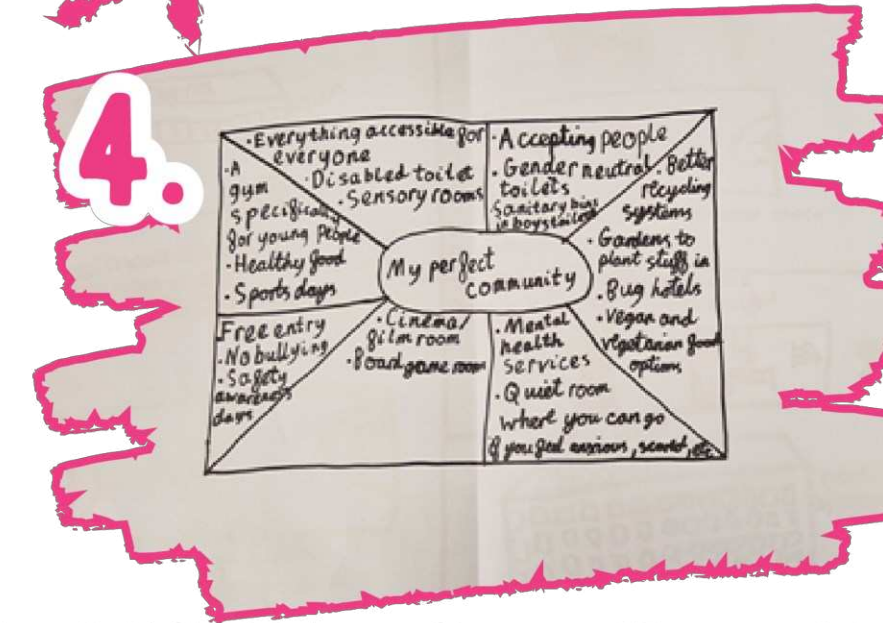 4.
· Everything accessible for
everyone
· Disabled toilet
· Sensory rooms
· Accepting people
· Gender neutral
toilets
Sanitary bins
in boys toilets
· Better
recycling
systems
· Gardens to
plant stuff in
· Bug hotels
· Vegan and
vegetarian food
options
· Mental
health
services
· Quiet room
where you can go
if you feel anxious, scared, etc.
· Cinema/
film room
· Board game room
Free entry
· No bullying
· Safety
awareness
days
· A
gym
specifically
for young People
· Healthy food
· Sports days
My perfect
community